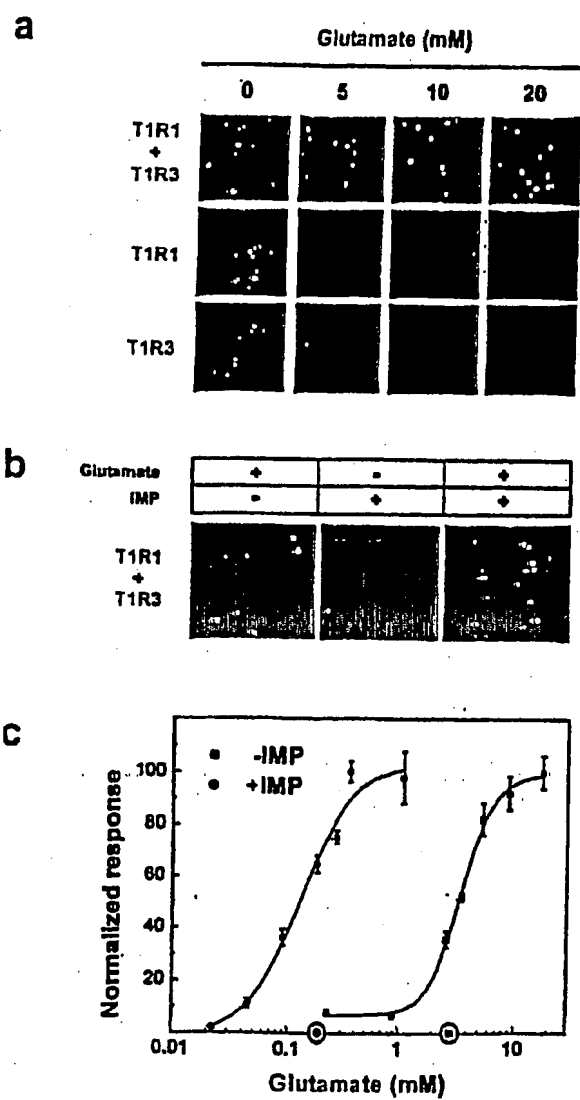 a
Glutamate (mM)
0 5 10 20
T1R1
+
T1R3
T1R1
T1R3
b
Glutamate + - +
IMP - + +
T1R1
+
T1R3
c
-IMP
+IMP
Normalized response
100
80
60
40
20
0.01 0.1 1 10
Glutamate (mM)